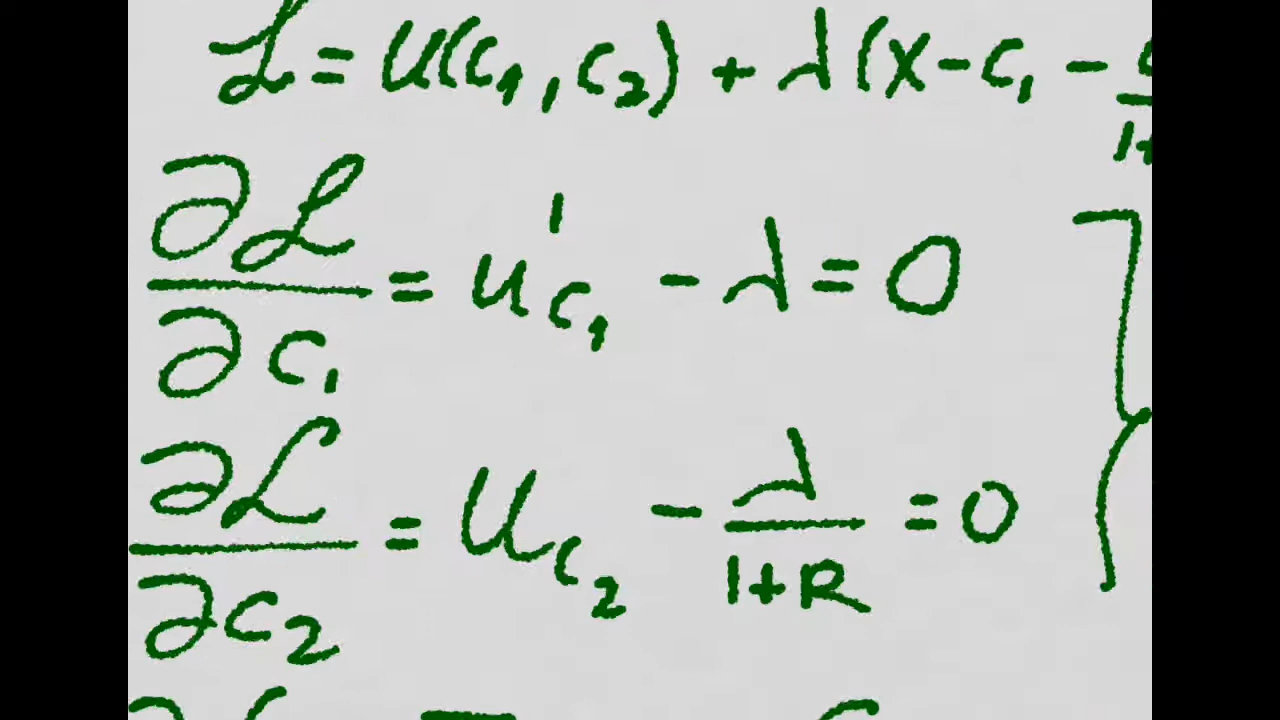 ℒ = U(C₁, C₂) + λ(X - C₁ -
∂ℒ/∂C₁ = U'C₁ - λ = 0
∂ℒ/∂C₂ = UC₂ - λ/(1+R) = 0